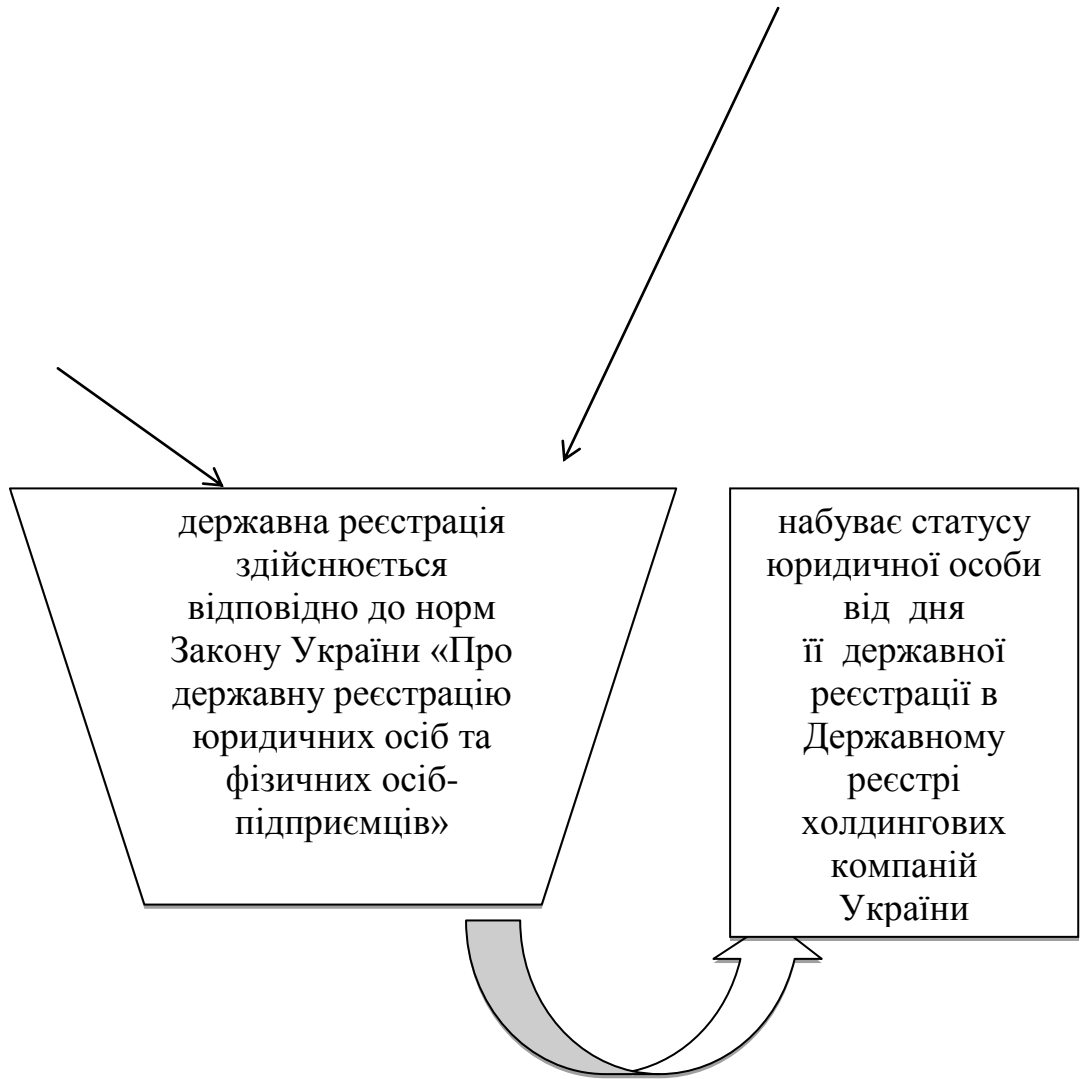 державна реєстрація
здійснюється
відповідно до норм
Закону України «Про
державну реєстрацію
юридичних осіб та
фізичних осіб-
підприємців»
набуває статусу
юридичної особи
від дня
її державної
реєстрації в
Державному
реєстрі
холдингових
компаній
України